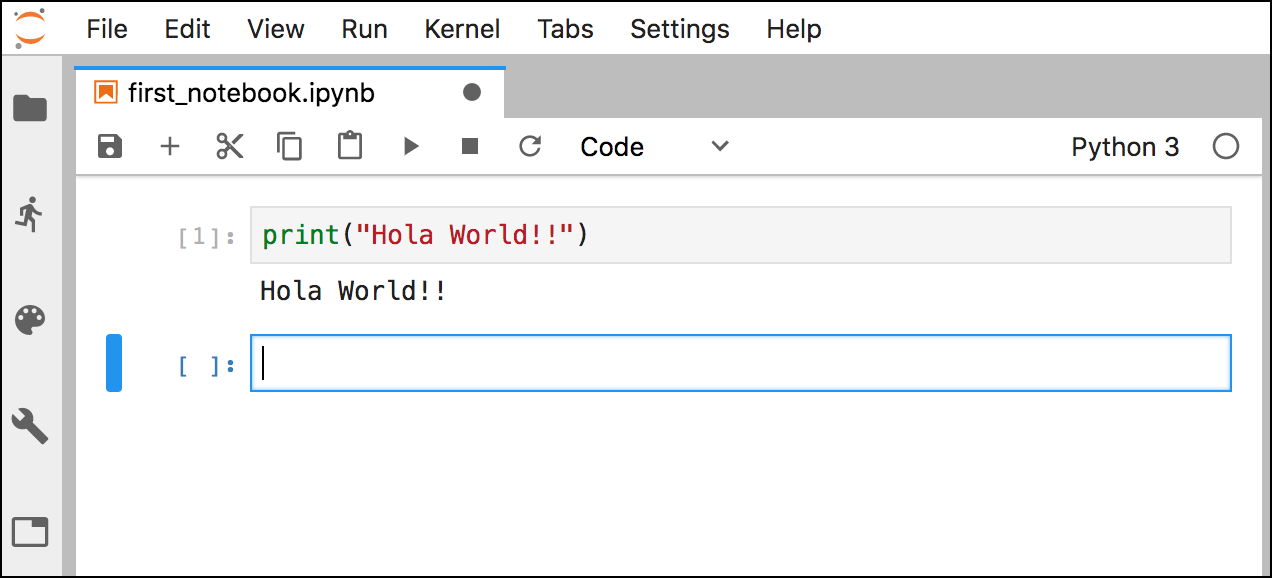 File Edit View Run Kernel Tabs Settings Help
first_notebook.ipynb
Code Python 3
[1]: print("Hola World!!")
Hola World!!
[ ]: